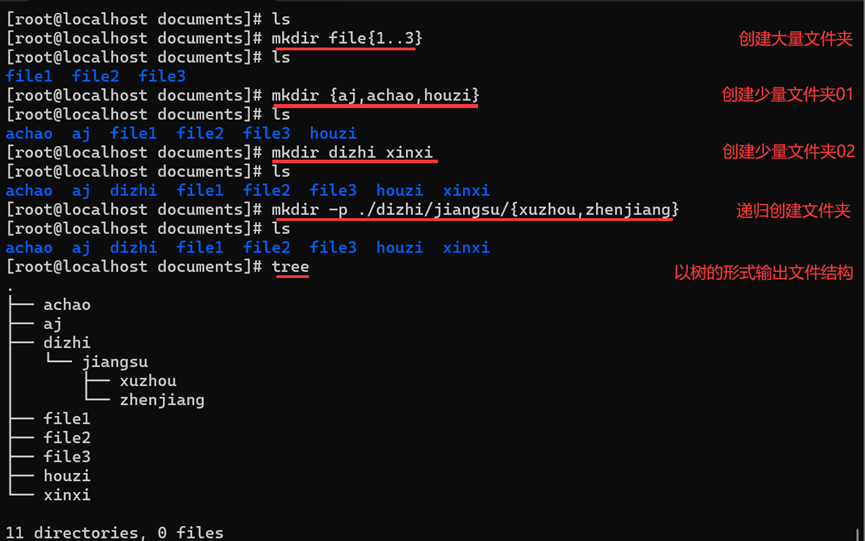 [root@localhost documents]# ls
[root@localhost documents]# mkdir file{1..3} 创建大量文件夹
[root@localhost documents]# ls
file1  file2  file3
[root@localhost documents]# mkdir {aj,achao,houzi} 创建少量文件夹01
[root@localhost documents]# ls
achao  aj  file1  file2  file3  houzi
[root@localhost documents]# mkdir dizhi xinxi 创建少量文件夹02
[root@localhost documents]# ls
achao  aj  dizhi  file1  file2  file3  houzi  xinxi
[root@localhost documents]# mkdir -p ./dizhi/jiangsu/{xuzhou,zhenjiang} 递归创建文件夹
[root@localhost documents]# ls
achao  aj  dizhi  file1  file2  file3  houzi  xinxi
[root@localhost documents]# tree 以树的形式输出文件结构
.
├── achao
├── aj
├── dizhi
│   └── jiangsu
│       ├── xuzhou
│       └── zhenjiang
├── file1
├── file2
├── file3
├── houzi
└── xinxi
11 directories, 0 files